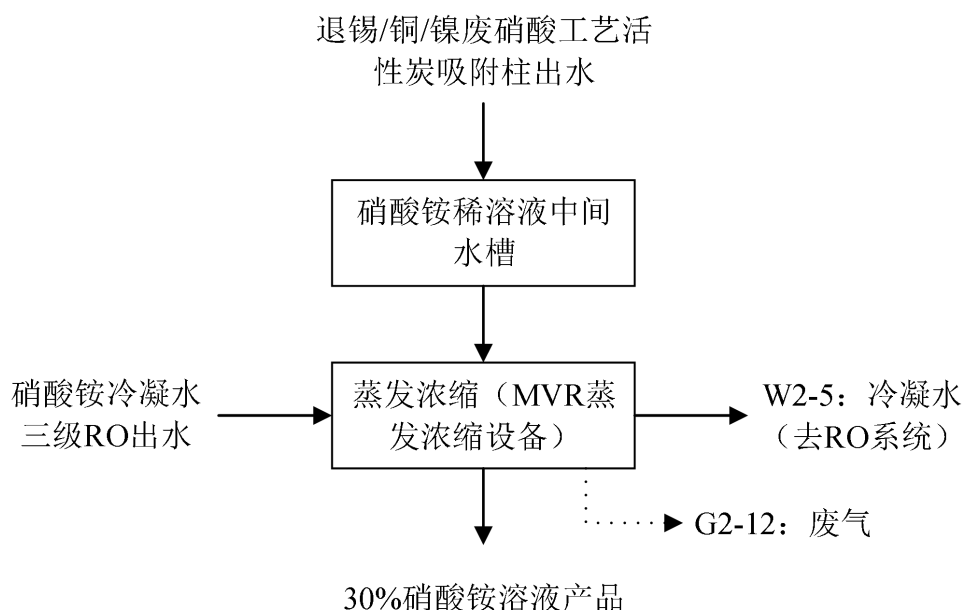 退锡/铜/镍废硝酸工艺活
性炭吸附柱出水
硝酸铵稀溶液中间
水槽
硝酸铵冷凝水
三级RO出水
蒸发浓缩（MVR蒸
发浓缩设备）
W2-5：冷凝水
（去RO系统）
G2-12：废气
30%硝酸铵溶液产品